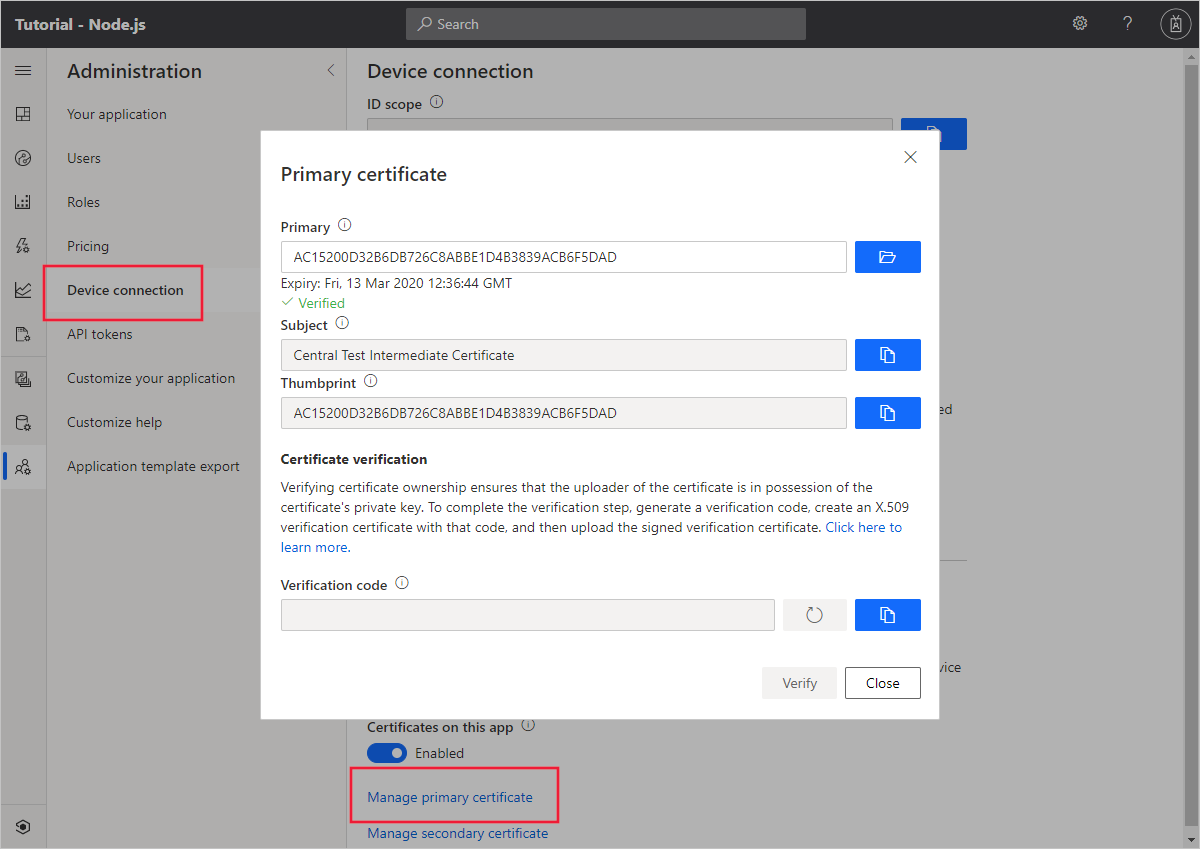 Tutorial - Node.js
Search
?
Administration
Your application
Users
Roles
Pricing
Device connection
API tokens
Customize your application
Customize help
Application template export
Device connection
ID scope
Primary certificate
Primary
AC15200D32B6DB726C8ABBE1D4B3839ACB6F5DAD
Expiry: Fri, 13 Mar 2020 12:36:44 GMT
Verified
Subject
Central Test Intermediate Certificate
Thumbprint
AC15200D32B6DB726C8ABBE1D4B3839ACB6F5DAD
ed
Certificate verification
Verifying certificate ownership ensures that the uploader of the certificate is in possession of the
certificate's private key. To complete the verification step, generate a verification code, create an X.509
verification certificate with that code, and then upload the signed verification certificate. Click here to
learn more.
Verification code
vice
Verify
Close
Certificates on this app
Enabled
Manage primary certificate
Manage secondary certificate